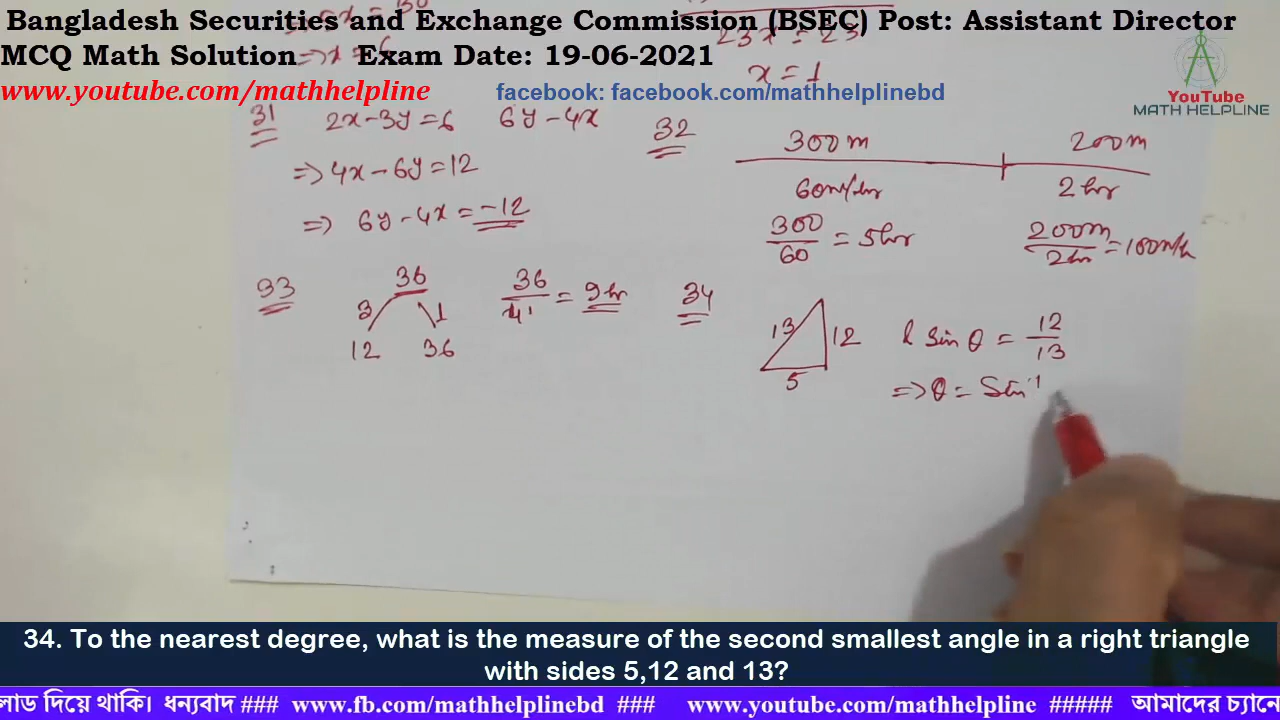 Bangladesh Securities and Exchange Commission (BSEC) Post: Assistant Director
MCQ Math Solution Exam Date: 19-06-2021
⇒x=6
23x = 23
x = 1
www.youtube.com/mathhelpline
facebook: facebook.com/mathhelplinebd
YouTube
MATH HELPLINE
31 2x-3y=6 6y-4x
⇒ 4x-6y=12
⇒ 6y-4x=-12
32
300m 200m
60m/hr 2hr
300/60 = 5hr
200m/2hr = 100m/h
33
36
3 1
12 36
36/4 = 9hr
34
13 12
5
sin θ = 12/13
⇒θ = Sin⁻¹
34. To the nearest degree, what is the measure of the second smallest angle in a right triangle
with sides 5,12 and 13?
লাড দিয়ে থাকি। ধন্যবাদ ### www.fb.com/mathhelplinebd ### www.youtube.com/mathhelpline ##### আমাদের চ্যানে